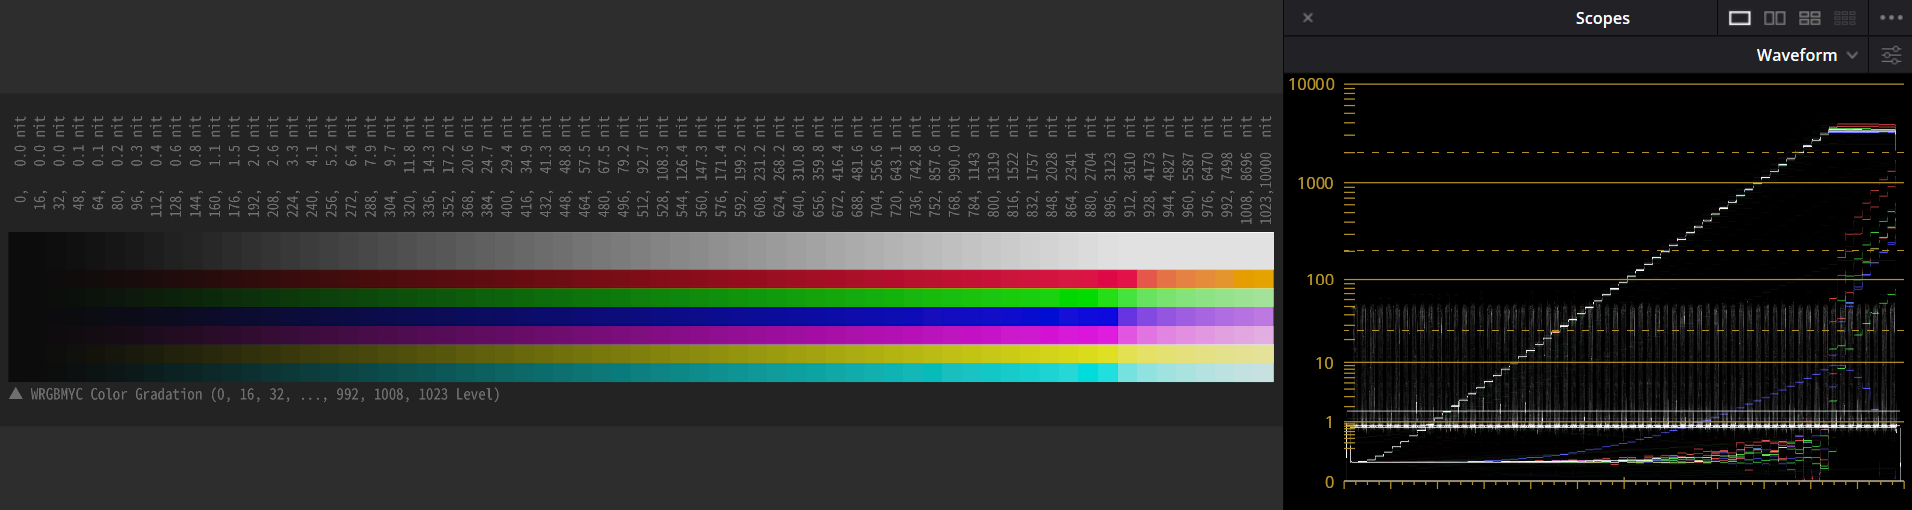 0, 0.0 nit
16, 0.0 nit
32, 0.0 nit
48, 0.1 nit
64, 0.1 nit
80, 0.2 nit
96, 0.3 nit
112, 0.4 nit
128, 0.6 nit
144, 0.8 nit
160, 1.1 nit
176, 1.5 nit
192, 2.0 nit
208, 2.6 nit
224, 3.3 nit
240, 4.1 nit
256, 5.2 nit
272, 6.4 nit
288, 7.9 nit
304, 9.7 nit
320, 11.8 nit
336, 14.3 nit
352, 17.2 nit
368, 20.6 nit
384, 24.7 nit
400, 29.4 nit
416, 34.9 nit
432, 41.3 nit
448, 48.8 nit
464, 57.5 nit
480, 67.5 nit
496, 79.2 nit
512, 92.7 nit
528, 108.3 nit
544, 126.4 nit
560, 147.3 nit
576, 171.4 nit
592, 199.2 nit
608, 231.2 nit
624, 268.2 nit
640, 310.8 nit
656, 359.8 nit
672, 416.4 nit
688, 481.6 nit
704, 556.6 nit
720, 643.1 nit
736, 742.8 nit
752, 857.6 nit
768, 990.0 nit
784, 1143 nit
800, 1319 nit
816, 1522 nit
832, 1757 nit
848, 2028 nit
864, 2341 nit
880, 2704 nit
896, 3123 nit
912, 3610 nit
928, 4173 nit
944, 4827 nit
960, 5587 nit
976, 6470 nit
992, 7498 nit
1008, 8696 nit
1023,10000 nit
▲ WRGBMYC Color Gradation (0, 16, 32, ..., 992, 1008, 1023 Level)
Scopes
Waveform
10000
1000
100
10
1
0